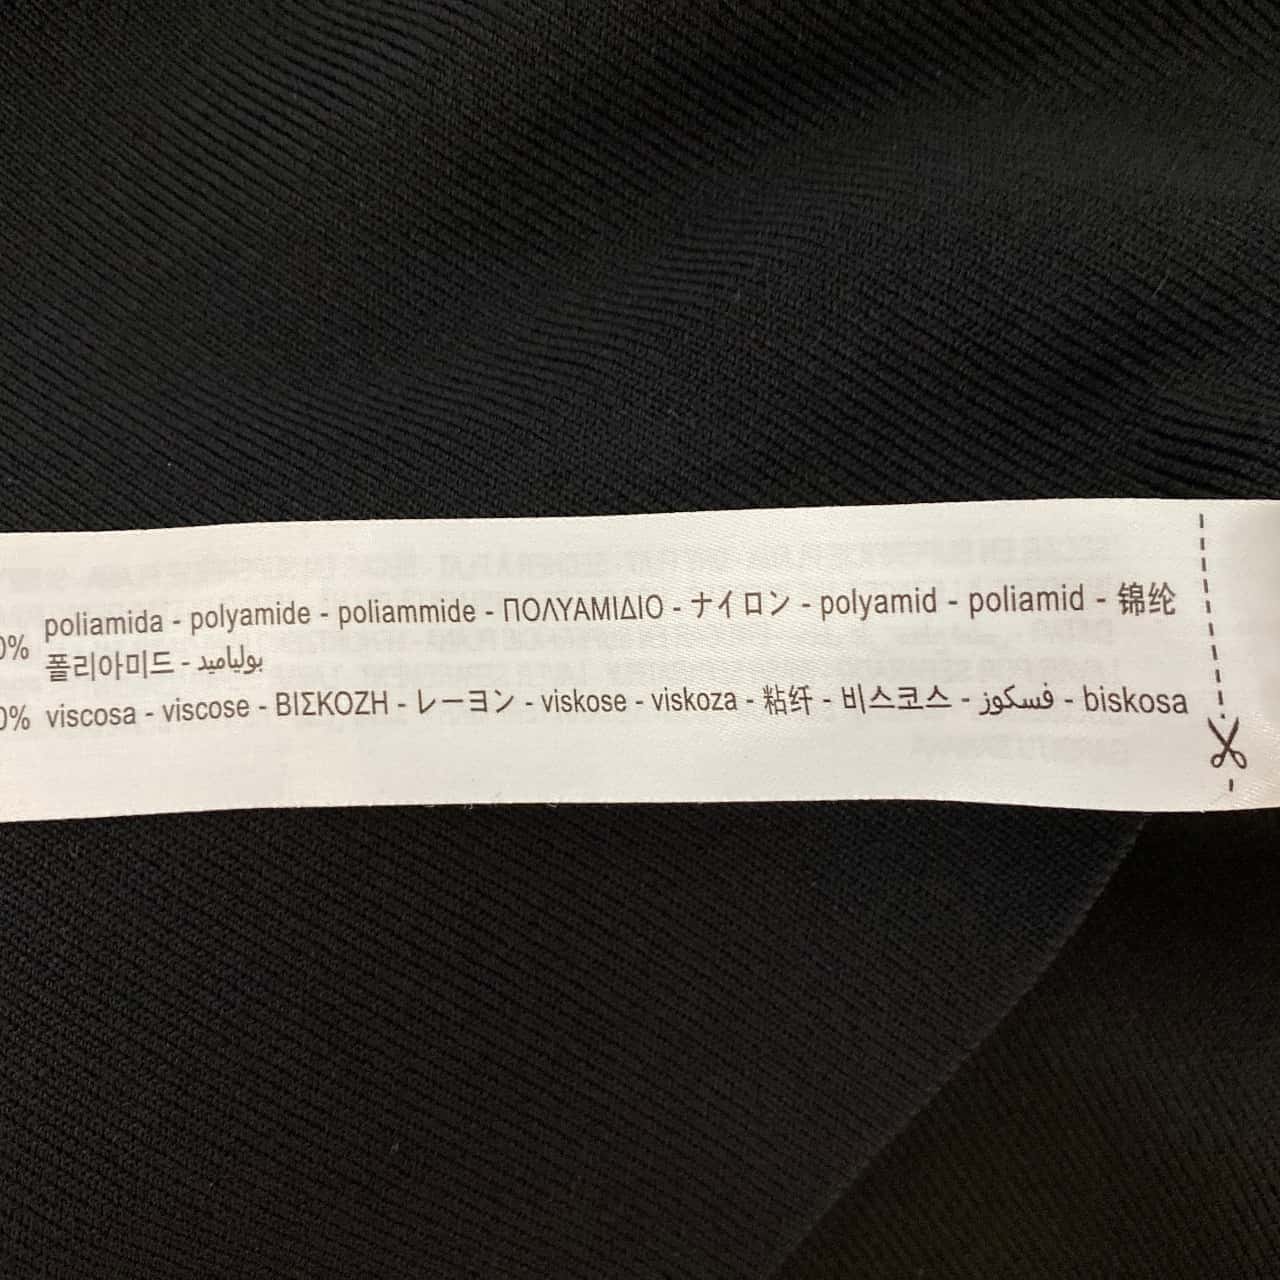 0% poliamida - polyamide - poliammide - ΠΟΛΥΑΜΙΔΙΟ - ナイロン - polyamid - poliamid - 锦纶
폴리아미드 - بولياميد
0% viscosa - viscose - ΒΙΣΚΟΖΗ - レーヨン - viskose - viskoza - 粘纤 - 비스코스 - فسكوز - biskosa